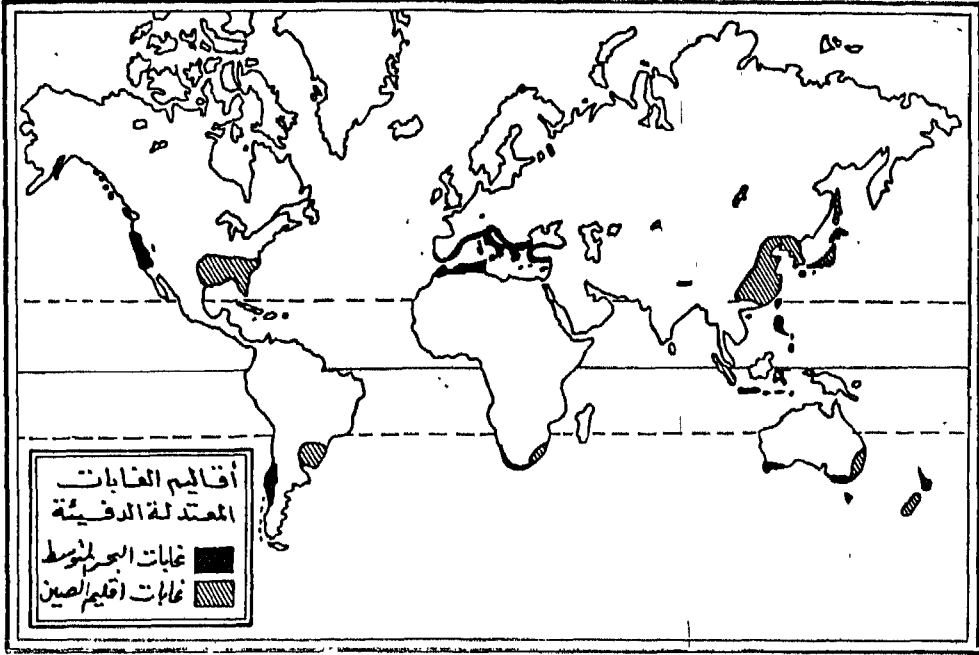 أقاليم الغابات
المعتدلة الدفيئة
غابات البحر المتوسط
غابات اقليم الصين